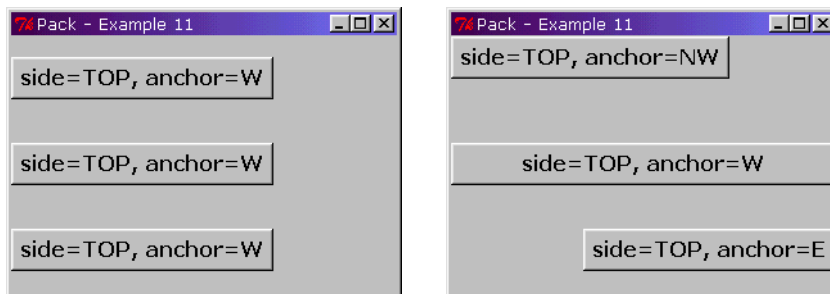 Pack - Example 11
side=TOP, anchor=W
side=TOP, anchor=W
side=TOP, anchor=W
Pack - Example 11
side=TOP, anchor=NW
side=TOP, anchor=W
side=TOP, anchor=E